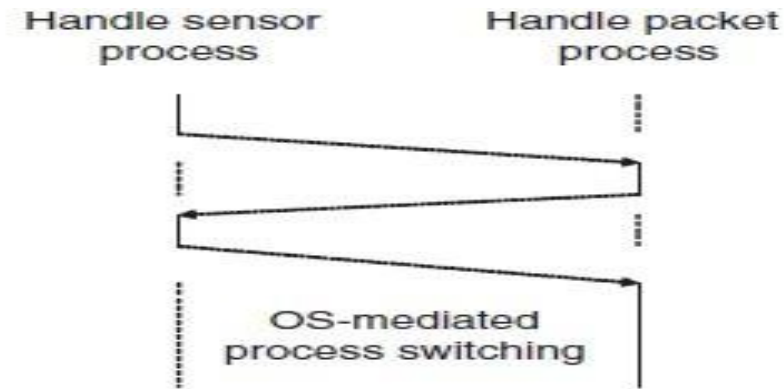 Handle sensor
process
Handle packet
process
OS-mediated
process switching